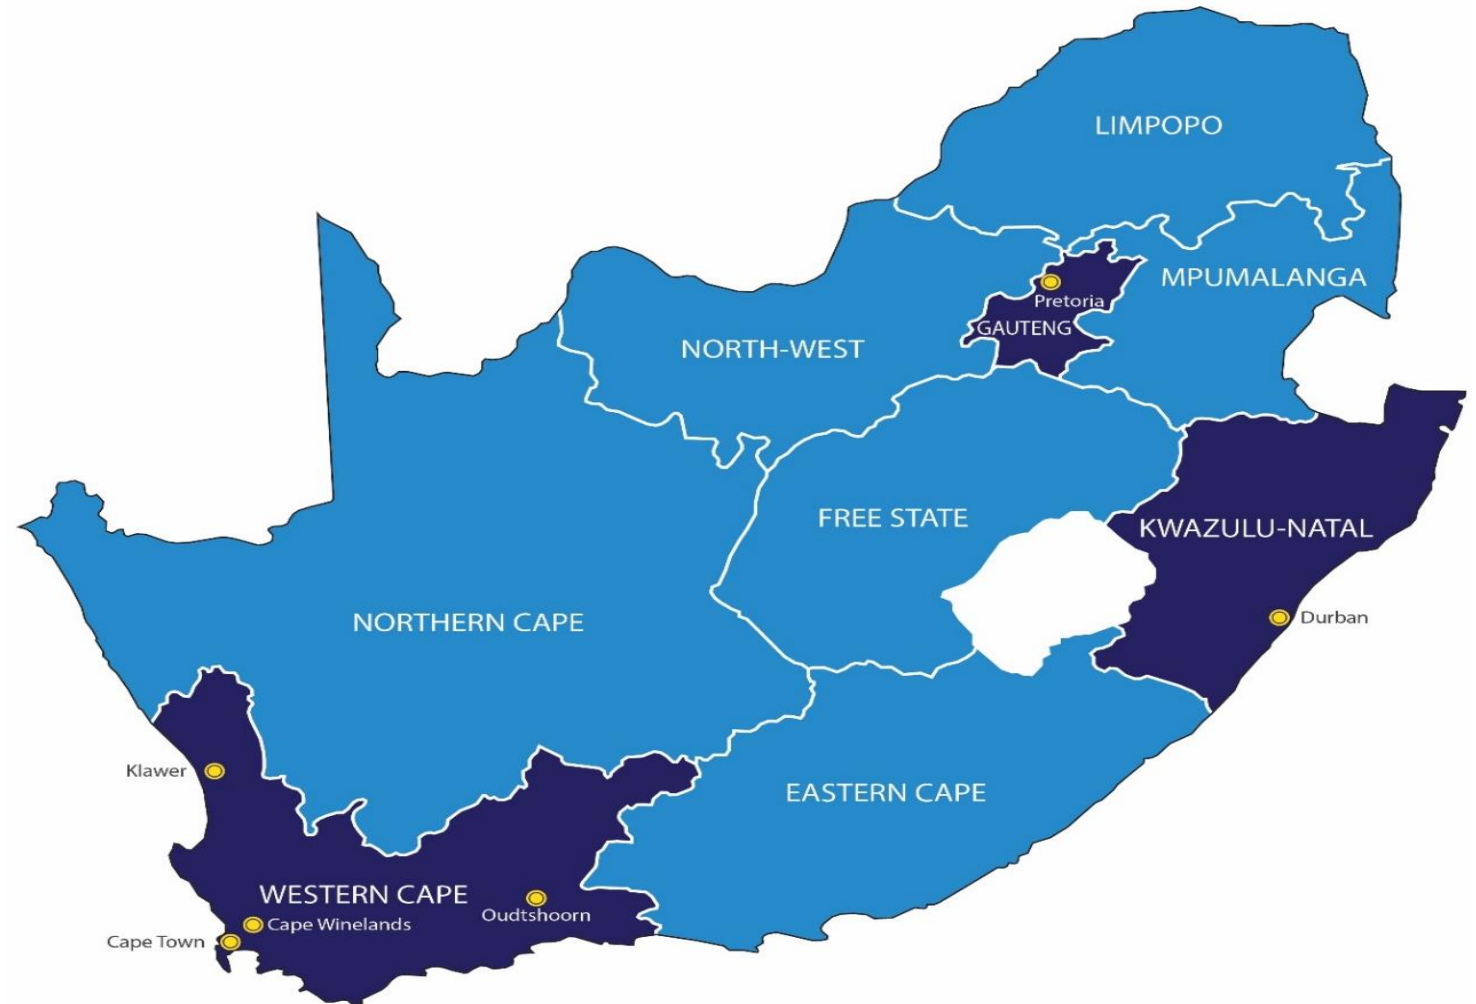 LIMPOPO
MPUMALANGA
Pretoria
GAUTENG
NORTH-WEST
FREE STATE
KWAZULU-NATAL
Durban
NORTHERN CAPE
Klawer
EASTERN CAPE
WESTERN CAPE
Oudtshoorn
Cape Winelands
Cape Town